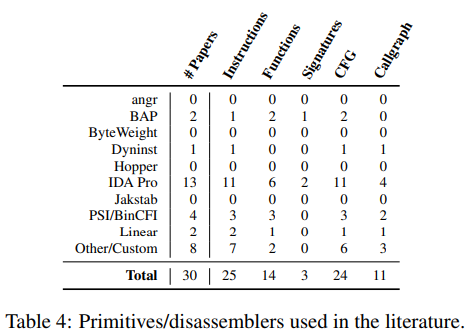 # Papers Instructions Functions Signatures CFG Callgraph
angr 0 0 0 0 0 0
BAP 2 1 2 1 2 0
ByteWeight 0 0 0 0 0 0
Dyninst 1 1 0 0 1 1
Hopper 0 0 0 0 0 0
IDA Pro 13 11 6 2 11 4
Jakstab 0 0 0 0 0 0
PSI/BinCFI 4 3 3 0 3 2
Linear 2 2 1 0 1 1
Other/Custom 8 7 2 0 6 3
Total 30 25 14 3 24 11
Table 4: Primitives/disassemblers used in the literature.